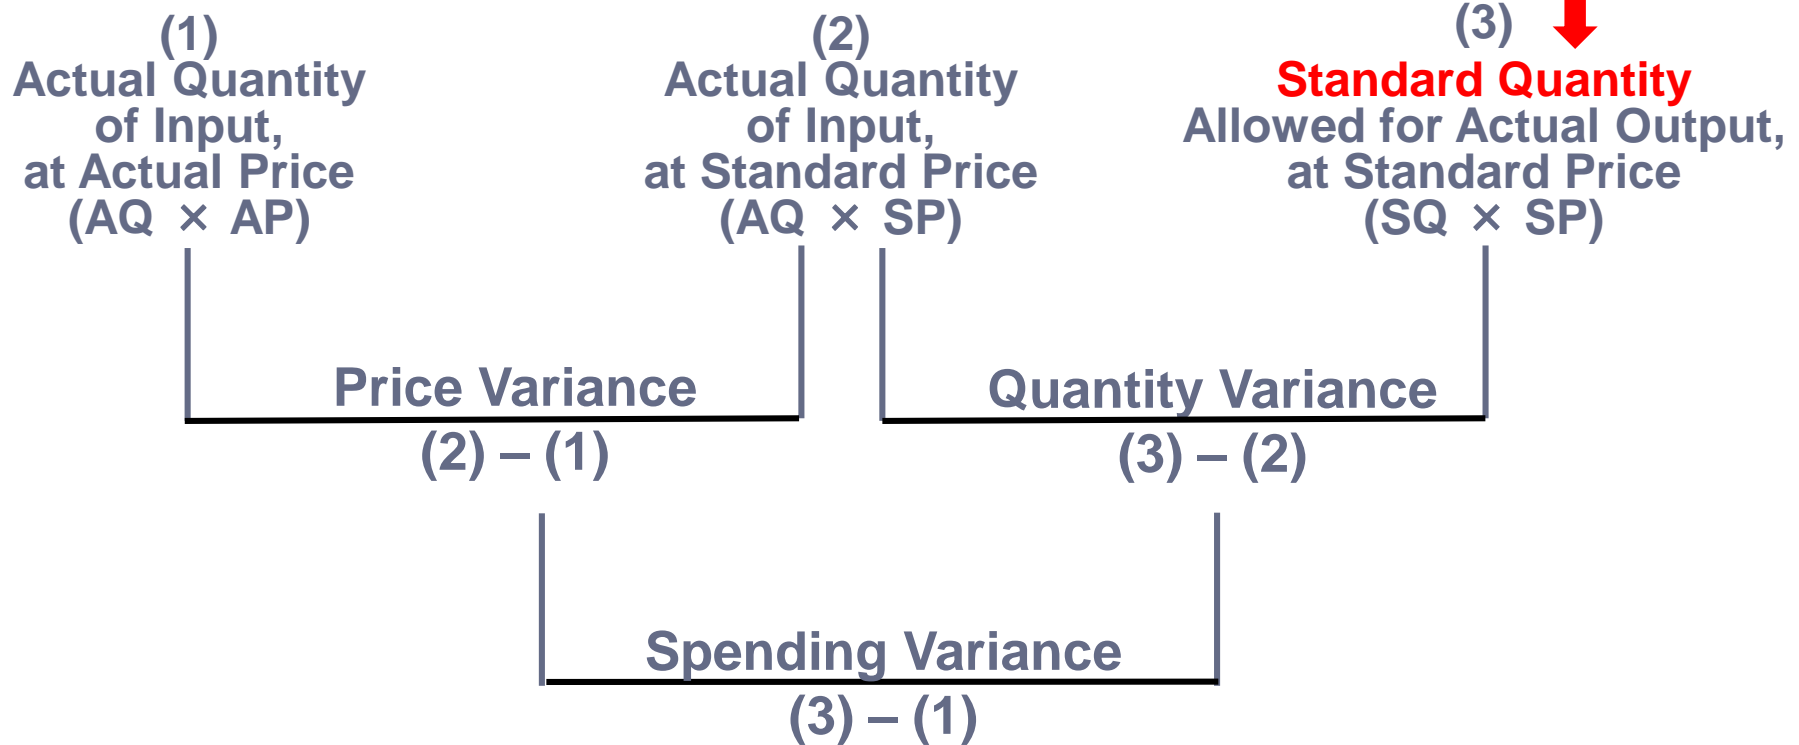 (1)
Actual Quantity
of Input,
at Actual Price
(AQ × AP)
(2)
Actual Quantity
of Input,
at Standard Price
(AQ × SP)
(3)
Standard Quantity
Allowed for Actual Output,
at Standard Price
(SQ × SP)
Price Variance
(2) – (1)
Quantity Variance
(3) – (2)
Spending Variance
(3) – (1)